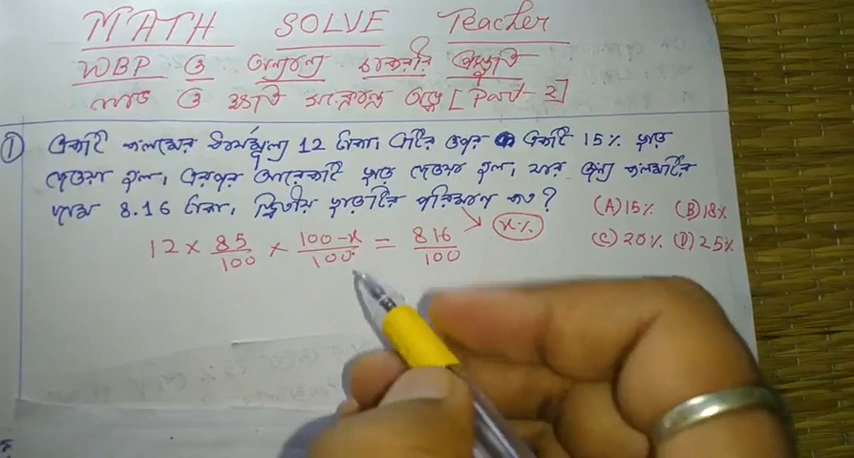 MATH SOLVE Teacher
WBP ও অন্যান্য চাকরীর প্রস্তুতি
লাভ ও ক্ষতি সংক্রান্ত অঙ্ক [Part-2]
① একটি কলমের ধার্যমূল্য 12 টাকা। সেটির ওপর একটি 15% ছাড়
দেওয়া হল। এরপর আরেকটি ছাড় দেওয়া হল, যার জন্য কলমটির
দাম 8.16 টাকা। দ্বিতীয় ছাড়টির পরিমাণ কত?
(A) 15% (B) 18%
(C) 20% (D) 25%
x%
12 × 85/100 × 100-x/100 = 816/100